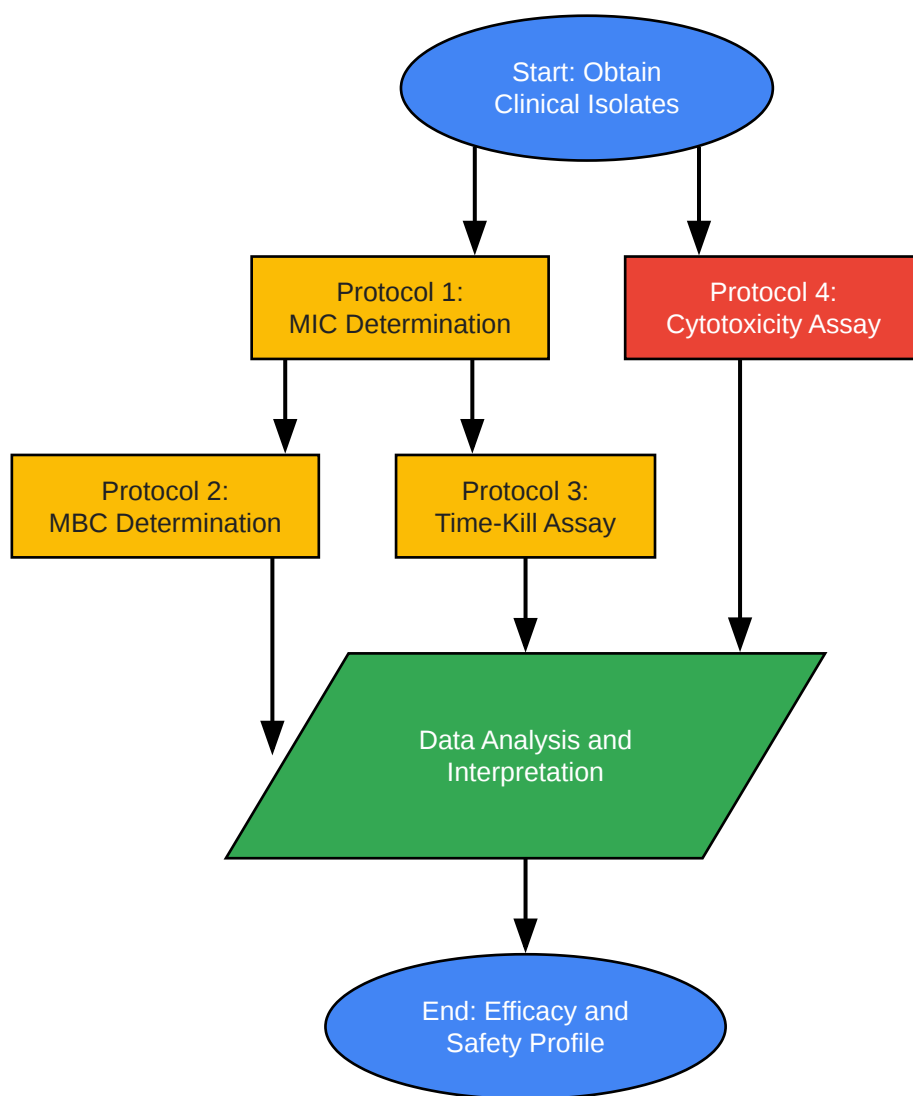 Start: Obtain
Clinical Isolates
Protocol 1:
MIC Determination
Protocol 4:
Cytotoxicity Assay
Protocol 2:
MBC Determination
Protocol 3:
Time-Kill Assay
Data Analysis and
Interpretation
End: Efficacy and
Safety Profile